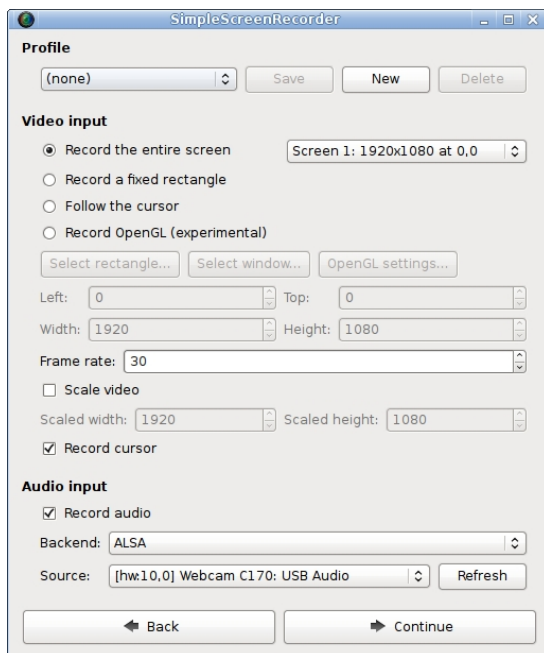 SimpleScreenRecorder
Profile
(none) Save New Delete
Video input
Record the entire screen Screen 1: 1920x1080 at 0,0
Record a fixed rectangle
Follow the cursor
Record OpenGL (experimental)
Select rectangle... Select window... OpenGL settings...
Left: 0 Top: 0
Width: 1920 Height: 1080
Frame rate: 30
Scale video
Scaled width: 1920 Scaled height: 1080
Record cursor
Audio input
Record audio
Backend: ALSA
Source: [hw:10,0] Webcam C170: USB Audio Refresh
Back Continue